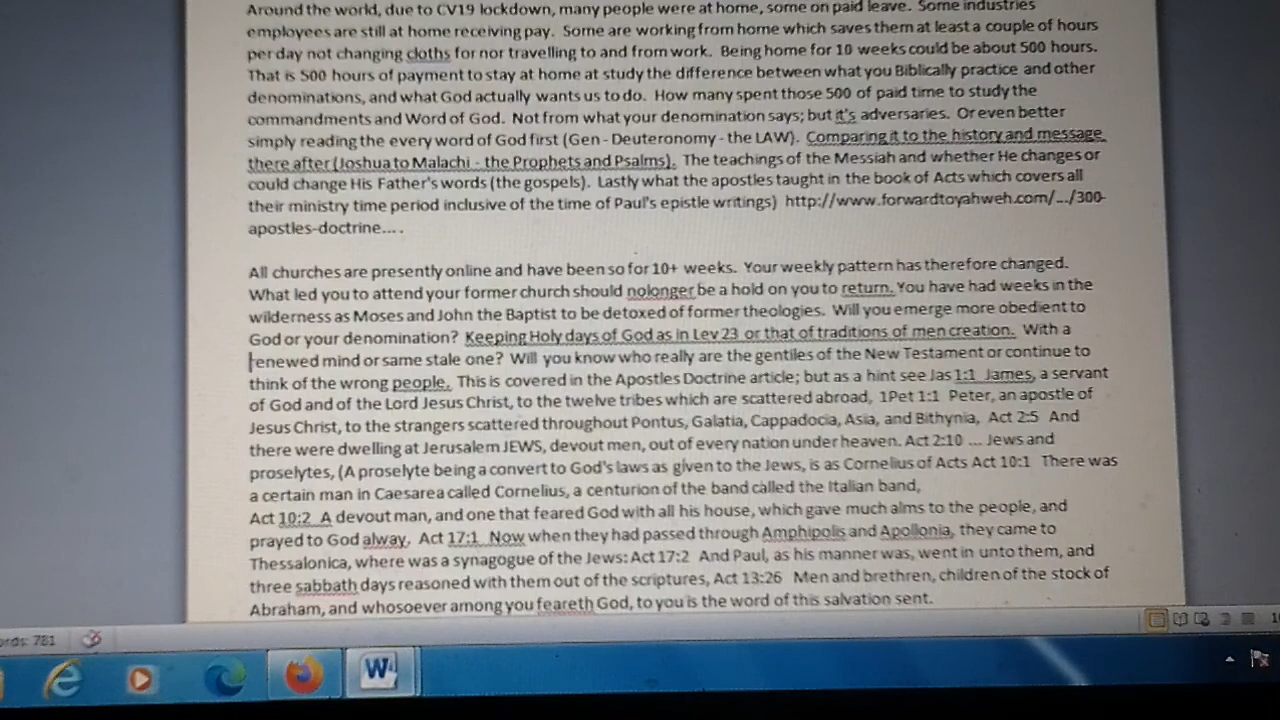 Around the world, due to CV19 lockdown, many people were at home, some on paid leave. Some industries
employees are still at home receiving pay. Some are working from home which saves them at least a couple of hours
per day not changing cloths for nor travelling to and from work. Being home for 10 weeks could be about 500 hours.
That is 500 hours of payment to stay at home at study the difference between what you Biblically practice and other
denominations, and what God actually wants us to do. How many spent those 500 of paid time to study the
commandments and Word of God. Not from what your denomination says; but it's adversaries. Or even better
simply reading the every word of God first (Gen - Deuteronomy - the LAW). Comparing it to the history and message
there after (Joshua to Malachi - the Prophets and Psalms). The teachings of the Messiah and whether He changes or
could change His Father's words (the gospels). Lastly what the apostles taught in the book of Acts which covers all
their ministry time period inclusive of the time of Paul's epistle writings) http://www.forwardtoyahweh.com/.../300-
apostles-doctrine....
All churches are presently online and have been so for 10+ weeks. Your weekly pattern has therefore changed.
What led you to attend your former church should nolonger be a hold on you to return. You have had weeks in the
wilderness as Moses and John the Baptist to be detoxed of former theologies. Will you emerge more obedient to
God or your denomination? Keeping Holy days of God as in Lev 23 or that of traditions of men creation. With a
renewed mind or same stale one? Will you know who really are the gentiles of the New Testament or continue to
think of the wrong people. This is covered in the Apostles Doctrine article; but as a hint see Jas 1:1 James, a servant
of God and of the Lord Jesus Christ, to the twelve tribes which are scattered abroad, 1Pet 1:1 Peter, an apostle of
Jesus Christ, to the strangers scattered throughout Pontus, Galatia, Cappadocia, Asia, and Bithynia, Act 2:5 And
there were dwelling at Jerusalem JEWS, devout men, out of every nation under heaven. Act 2:10 ... Jews and
proselytes, (A proselyte being a convert to God's laws as given to the Jews, is as Cornelius of Acts Act 10:1 There was
a certain man in Caesarea called Cornelius, a centurion of the band called the Italian band,
Act 10:2 A devout man, and one that feared God with all his house, which gave much alms to the people, and
prayed to God alway. Act 17:1 Now when they had passed through Amphipolis and Apollonia, they came to
Thessalonica, where was a synagogue of the Jews: Act 17:2 And Paul, as his manner was, went in unto them, and
three sabbath days reasoned with them out of the scriptures, Act 13:26 Men and brethren, children of the stock of
Abraham, and whosoever among you feareth God, to you is the word of this salvation sent.
ords: 781